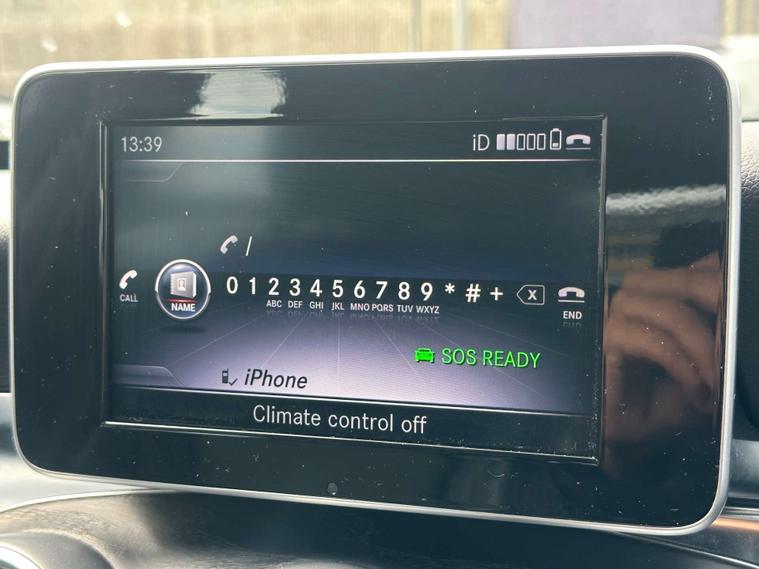 13:39 iD
/
CALL NAME 0 1 2 3 4 5 6 7 8 9 * # + X END
ABC DEF GHI JKL MNO PQRS TUV WXYZ
SOS READY
iPhone
Climate control off